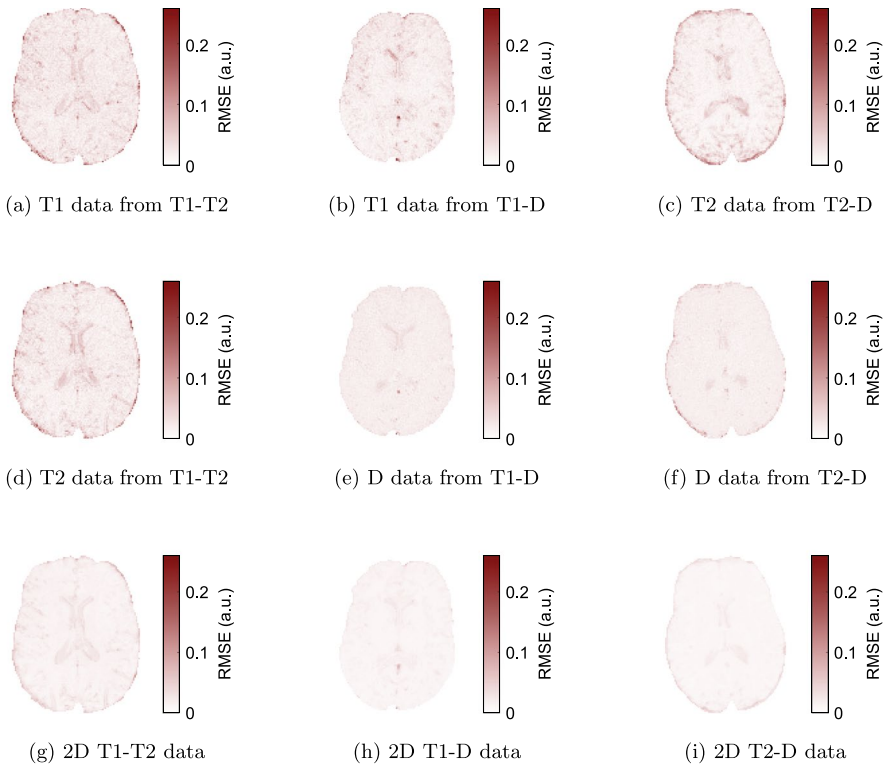 0.2
0.1
0
RMSE (a.u.)
0.2
0.1
0
RMSE (a.u.)
0.2
0.1
0
RMSE (a.u.)
(a) T1 data from T1-T2
(b) T1 data from T1-D
(c) T2 data from T2-D
0.2
0.1
0
RMSE (a.u.)
0.2
0.1
0
RMSE (a.u.)
0.2
0.1
0
RMSE (a.u.)
(d) T2 data from T1-T2
(e) D data from T1-D
(f) D data from T2-D
0.2
0.1
0
RMSE (a.u.)
0.2
0.1
0
RMSE (a.u.)
0.2
0.1
0
RMSE (a.u.)
(g) 2D T1-T2 data
(h) 2D T1-D data
(i) 2D T2-D data